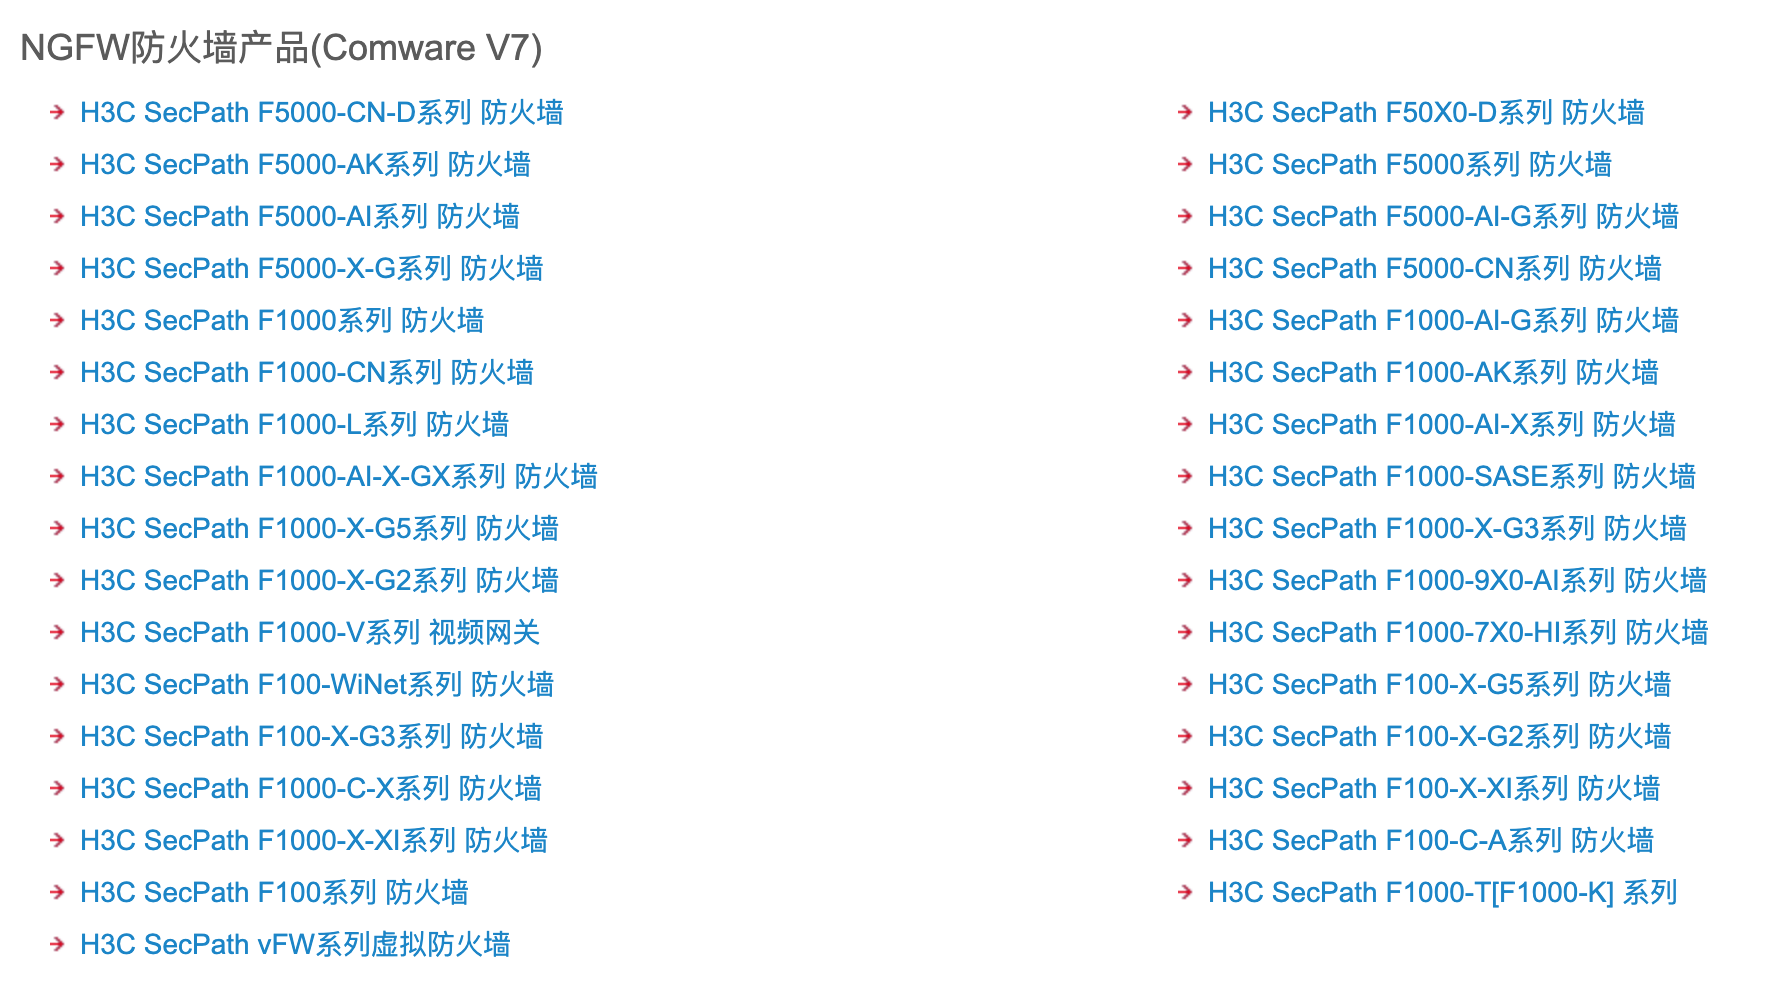 NGFW防火墙产品(Comware V7)
H3C SecPath F5000-CN-D系列 防火墙
H3C SecPath F50X0-D系列 防火墙
H3C SecPath F5000-AK系列 防火墙
H3C SecPath F5000系列 防火墙
H3C SecPath F5000-AI系列 防火墙
H3C SecPath F5000-AI-G系列 防火墙
H3C SecPath F5000-X-G系列 防火墙
H3C SecPath F5000-CN系列 防火墙
H3C SecPath F1000系列 防火墙
H3C SecPath F1000-AI-G系列 防火墙
H3C SecPath F1000-CN系列 防火墙
H3C SecPath F1000-AK系列 防火墙
H3C SecPath F1000-L系列 防火墙
H3C SecPath F1000-AI-X系列 防火墙
H3C SecPath F1000-AI-X-GX系列 防火墙
H3C SecPath F1000-SASE系列 防火墙
H3C SecPath F1000-X-G5系列 防火墙
H3C SecPath F1000-X-G3系列 防火墙
H3C SecPath F1000-X-G2系列 防火墙
H3C SecPath F1000-9X0-AI系列 防火墙
H3C SecPath F1000-V系列 视频网关
H3C SecPath F1000-7X0-HI系列 防火墙
H3C SecPath F100-WiNet系列 防火墙
H3C SecPath F100-X-G5系列 防火墙
H3C SecPath F100-X-G3系列 防火墙
H3C SecPath F100-X-G2系列 防火墙
H3C SecPath F1000-C-X系列 防火墙
H3C SecPath F100-X-XI系列 防火墙
H3C SecPath F1000-X-XI系列 防火墙
H3C SecPath F100-C-A系列 防火墙
H3C SecPath F100系列 防火墙
H3C SecPath F1000-T[F1000-K] 系列
H3C SecPath vFW系列虚拟防火墙